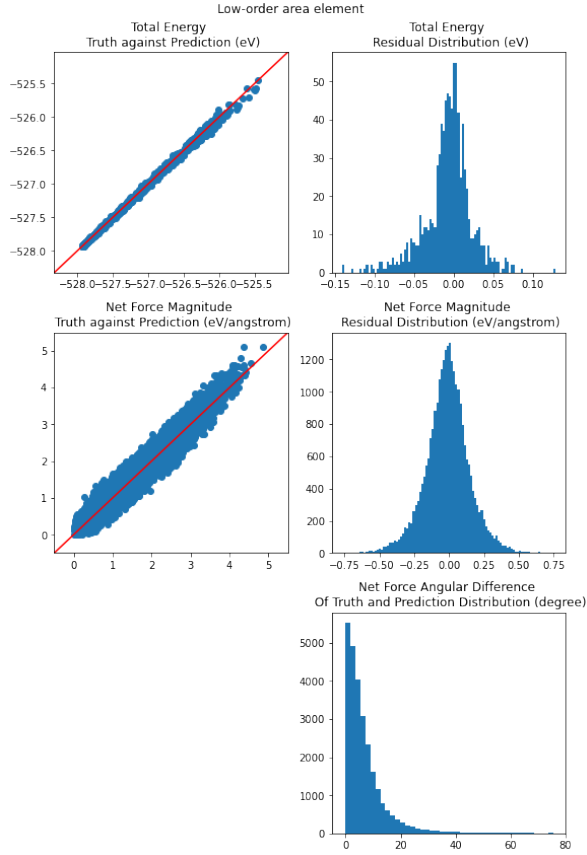 Low-order area element
Total Energy
Truth against Prediction (eV)
−525.5
−526.0
−526.5
−527.0
−527.5
−528.0
−528.0 −527.5 −527.0 −526.5 −526.0 −525.5
Total Energy
Residual Distribution (eV)
50
40
30
20
10
0
−0.15 −0.10 −0.05 0.00 0.05 0.10
Net Force Magnitude
Truth against Prediction (eV/angstrom)
5
4
3
2
1
0
0 1 2 3 4 5
Net Force Magnitude
Residual Distribution (eV/angstrom)
1200
1000
800
600
400
200
0
−0.75 −0.50 −0.25 0.00 0.25 0.50 0.75
Net Force Angular Difference
Of Truth and Prediction Distribution (degree)
5000
4000
3000
2000
1000
0
0 20 40 60 80